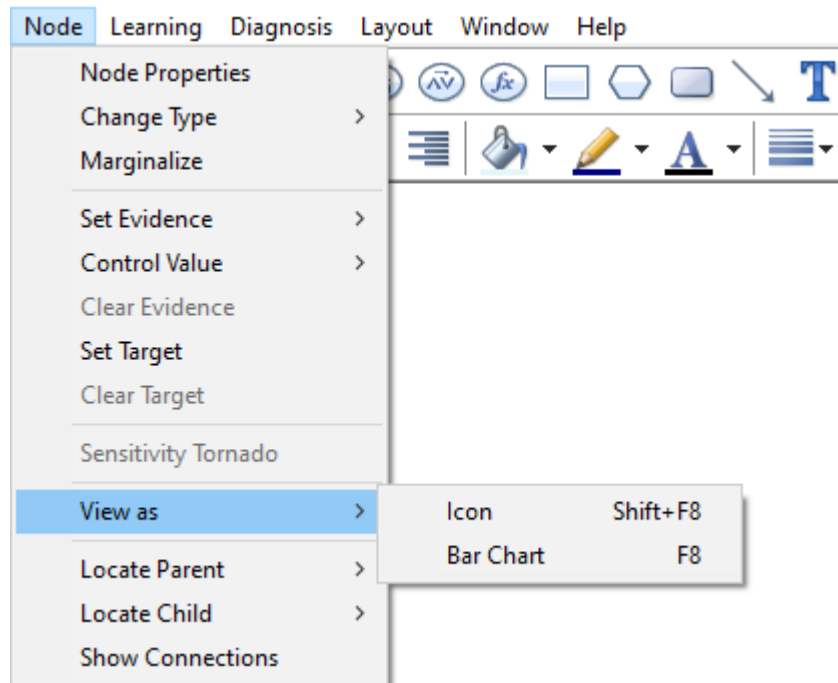 Node Learning Diagnosis Layout Window Help
Node Properties
Change Type
Marginalize
Set Evidence
Control Value
Clear Evidence
Set Target
Clear Target
Sensitivity Tornado
View as
Icon Shift+F8
Bar Chart F8
Locate Parent
Locate Child
Show Connections
fx
T
A